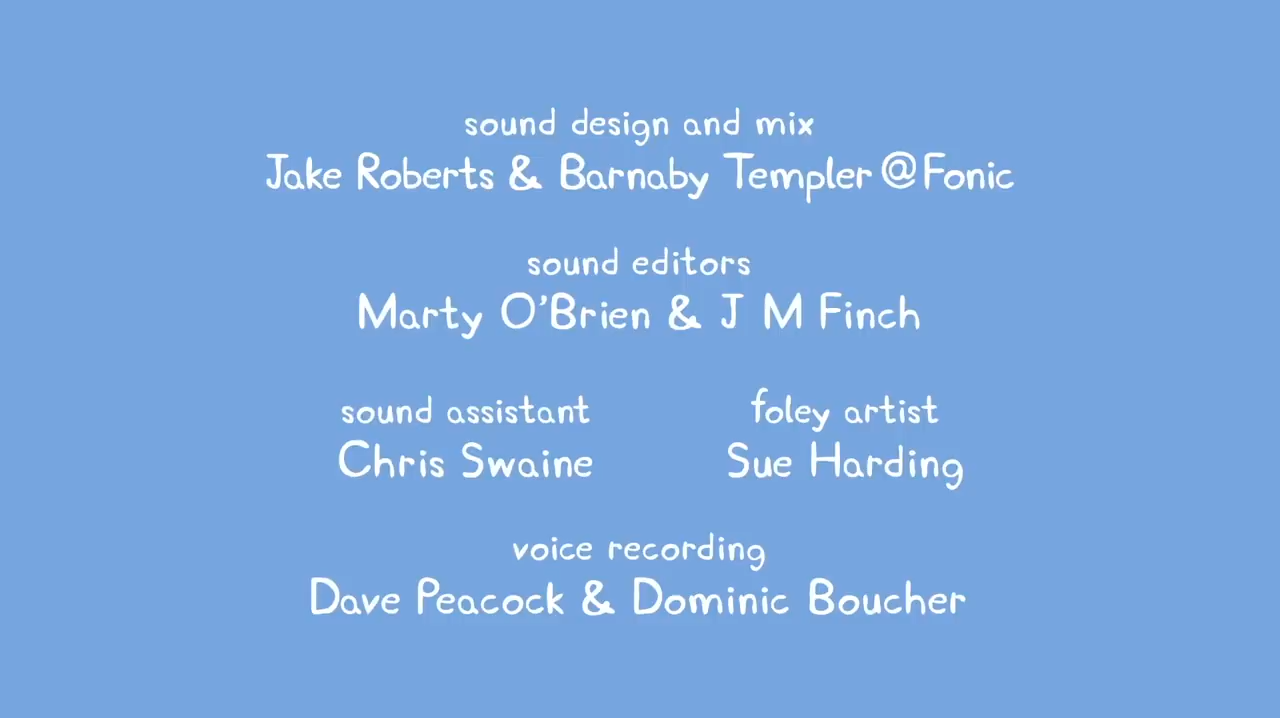 sound design and mix
Jake Roberts & Barnaby Templer @ Fonic
sound editors
Marty O'Brien & J M Finch
sound assistant
Chris Swaine
foley artist
Sue Harding
voice recording
Dave Peacock & Dominic Boucher